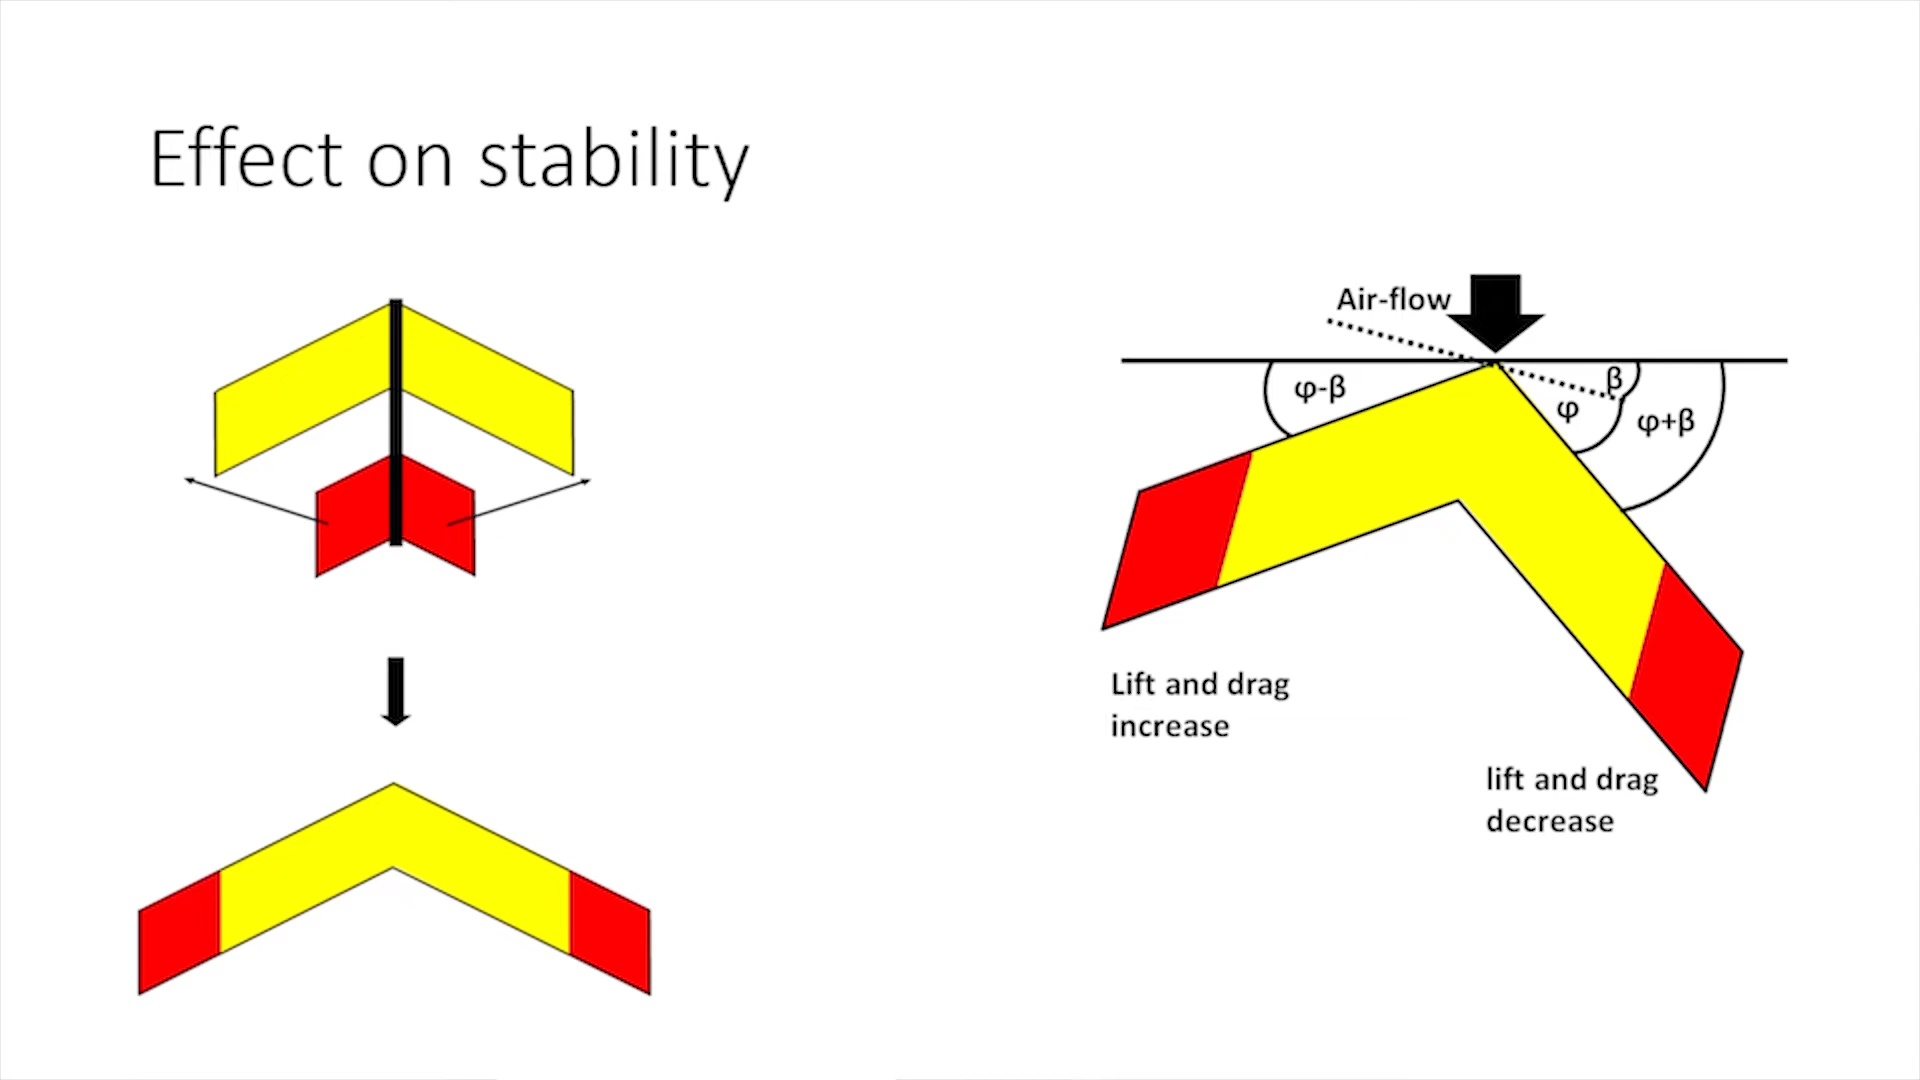 Effect on stability
Air-flow
φ-β
β
φ
φ+β
Lift and drag
increase
lift and drag
decrease